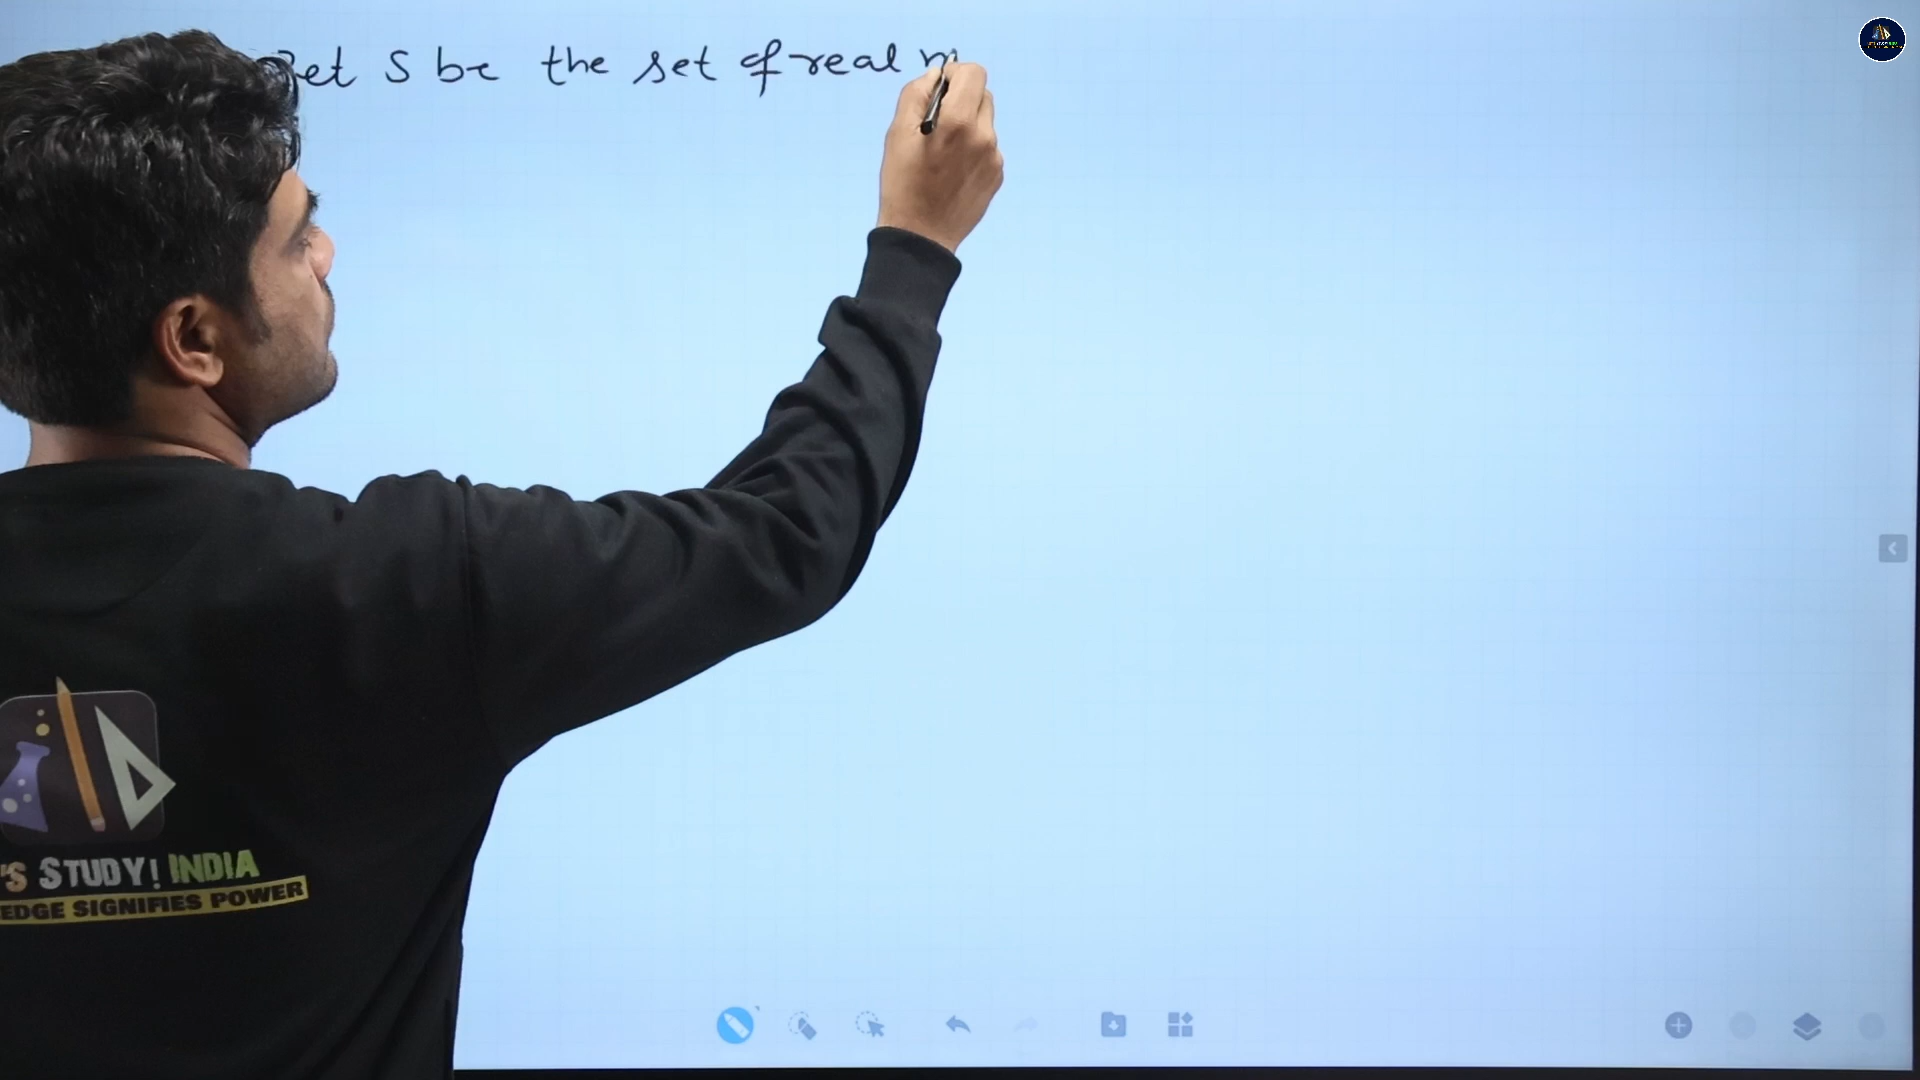 Let S be the set of real n
'S STUDY! INDIA
EDGE SIGNIFIES POWER